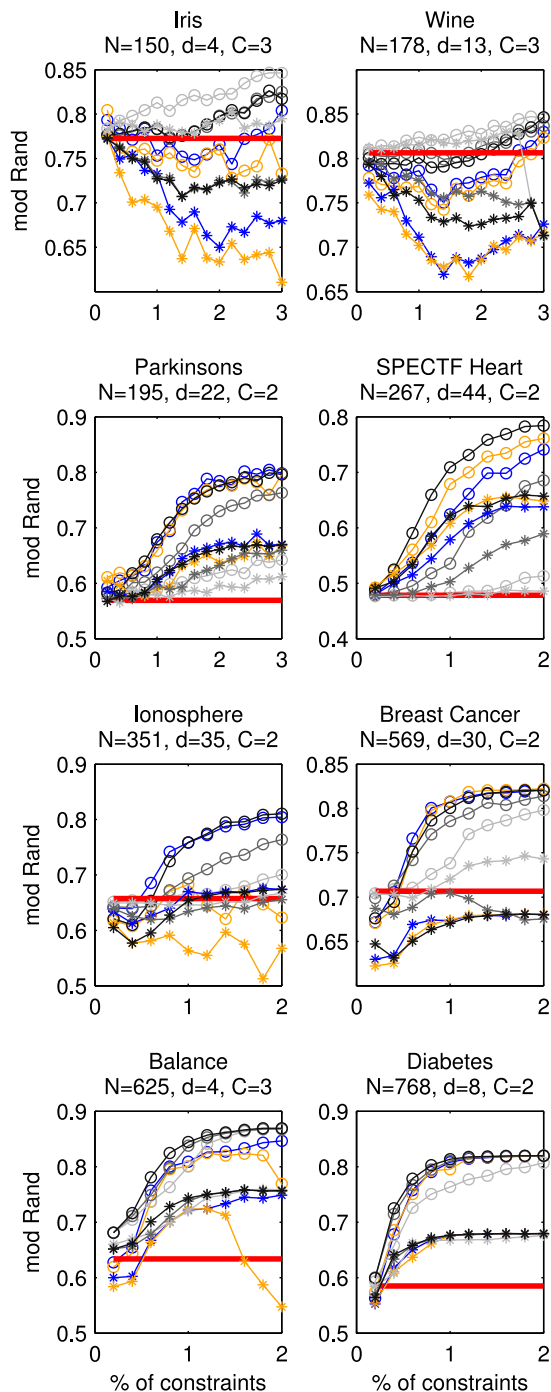 Iris
N=150, d=4, C=3
0.85
0.8
0.75
0.7
0.65
mod Rand
0 1 2 3
Wine
N=178, d=13, C=3
0.85
0.8
0.75
0.7
0.65
0 1 2 3
Parkinsons
N=195, d=22, C=2
0.9
0.8
0.7
0.6
0.5
mod Rand
0 1 2 3
SPECTF Heart
N=267, d=44, C=2
0.9
0.8
0.7
0.6
0.5
0.4
0 1 2
Ionosphere
N=351, d=35, C=2
0.9
0.8
0.7
0.6
0.5
mod Rand
0 1 2
Breast Cancer
N=569, d=30, C=2
0.85
0.8
0.75
0.7
0.65
0 1 2
Balance
N=625, d=4, C=3
0.9
0.8
0.7
0.6
0.5
mod Rand
0 1 2
% of constraints
Diabetes
N=768, d=8, C=2
0.9
0.8
0.7
0.6
0.5
0 1 2
% of constraints